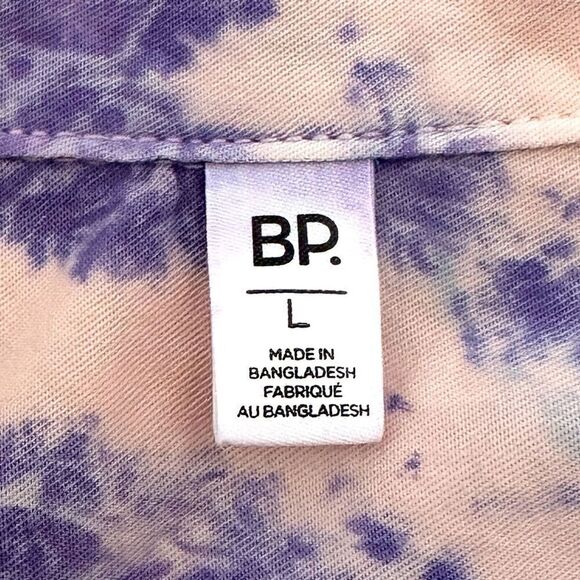 BP.
L
MADE IN
BANGLADESH
FABRIQUÉ
AU BANGLADESH